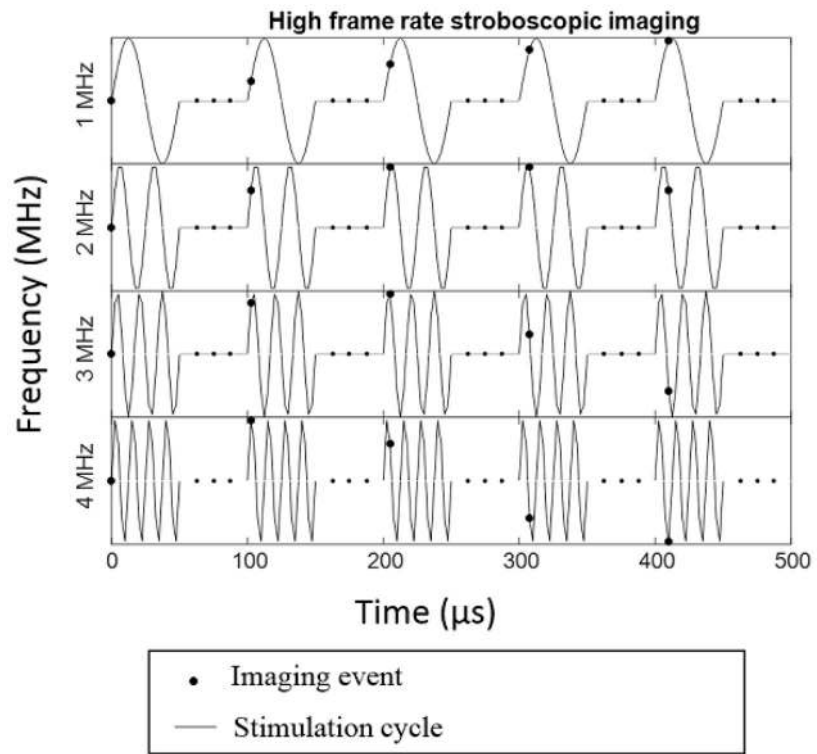 High frame rate stroboscopic imaging
Frequency (MHz)
1 MHz
2 MHz
3 MHz
4 MHz
0 100 200 300 400 500
Time (μs)
Imaging event
Stimulation cycle